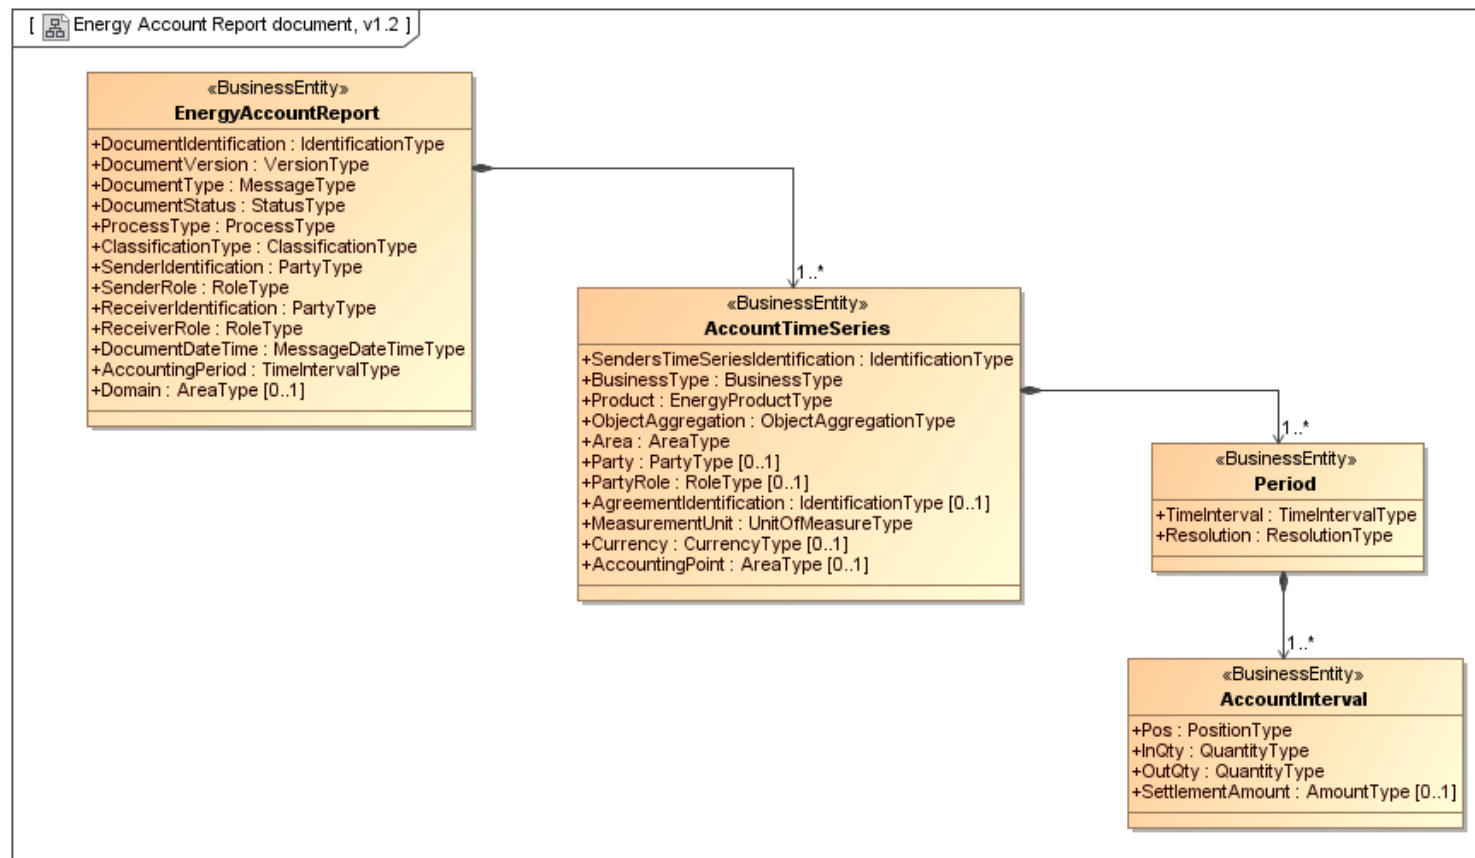 [ Energy Account Report document, v1.2 ]
«BusinessEntity»
EnergyAccountReport
+DocumentIdentification : IdentificationType
+DocumentVersion : VersionType
+DocumentType : MessageType
+DocumentStatus : StatusType
+ProcessType : ProcessType
+ClassificationType : ClassificationType
+SenderIdentification : PartyType
+SenderRole : RoleType
+ReceiverIdentification : PartyType
+ReceiverRole : RoleType
+DocumentDateTime : MessageDateTimeType
+AccountingPeriod : TimeIntervalType
+Domain : AreaType [0..1]
1..*
«BusinessEntity»
AccountTimeSeries
+SendersTimeSeriesIdentification : IdentificationType
+BusinessType : BusinessType
+Product : EnergyProductType
+ObjectAggregation : ObjectAggregationType
+Area : AreaType
+Party : PartyType [0..1]
+PartyRole : RoleType [0..1]
+AgreementIdentification : IdentificationType [0..1]
+MeasurementUnit : UnitOfMeasureType
+Currency : CurrencyType [0..1]
+AccountingPoint : AreaType [0..1]
1..*
«BusinessEntity»
Period
+TimeInterval : TimeIntervalType
+Resolution : ResolutionType
1..*
«BusinessEntity»
AccountInterval
+Pos : PositionType
+InQty : QuantityType
+OutQty : QuantityType
+SettlementAmount : AmountType [0..1]